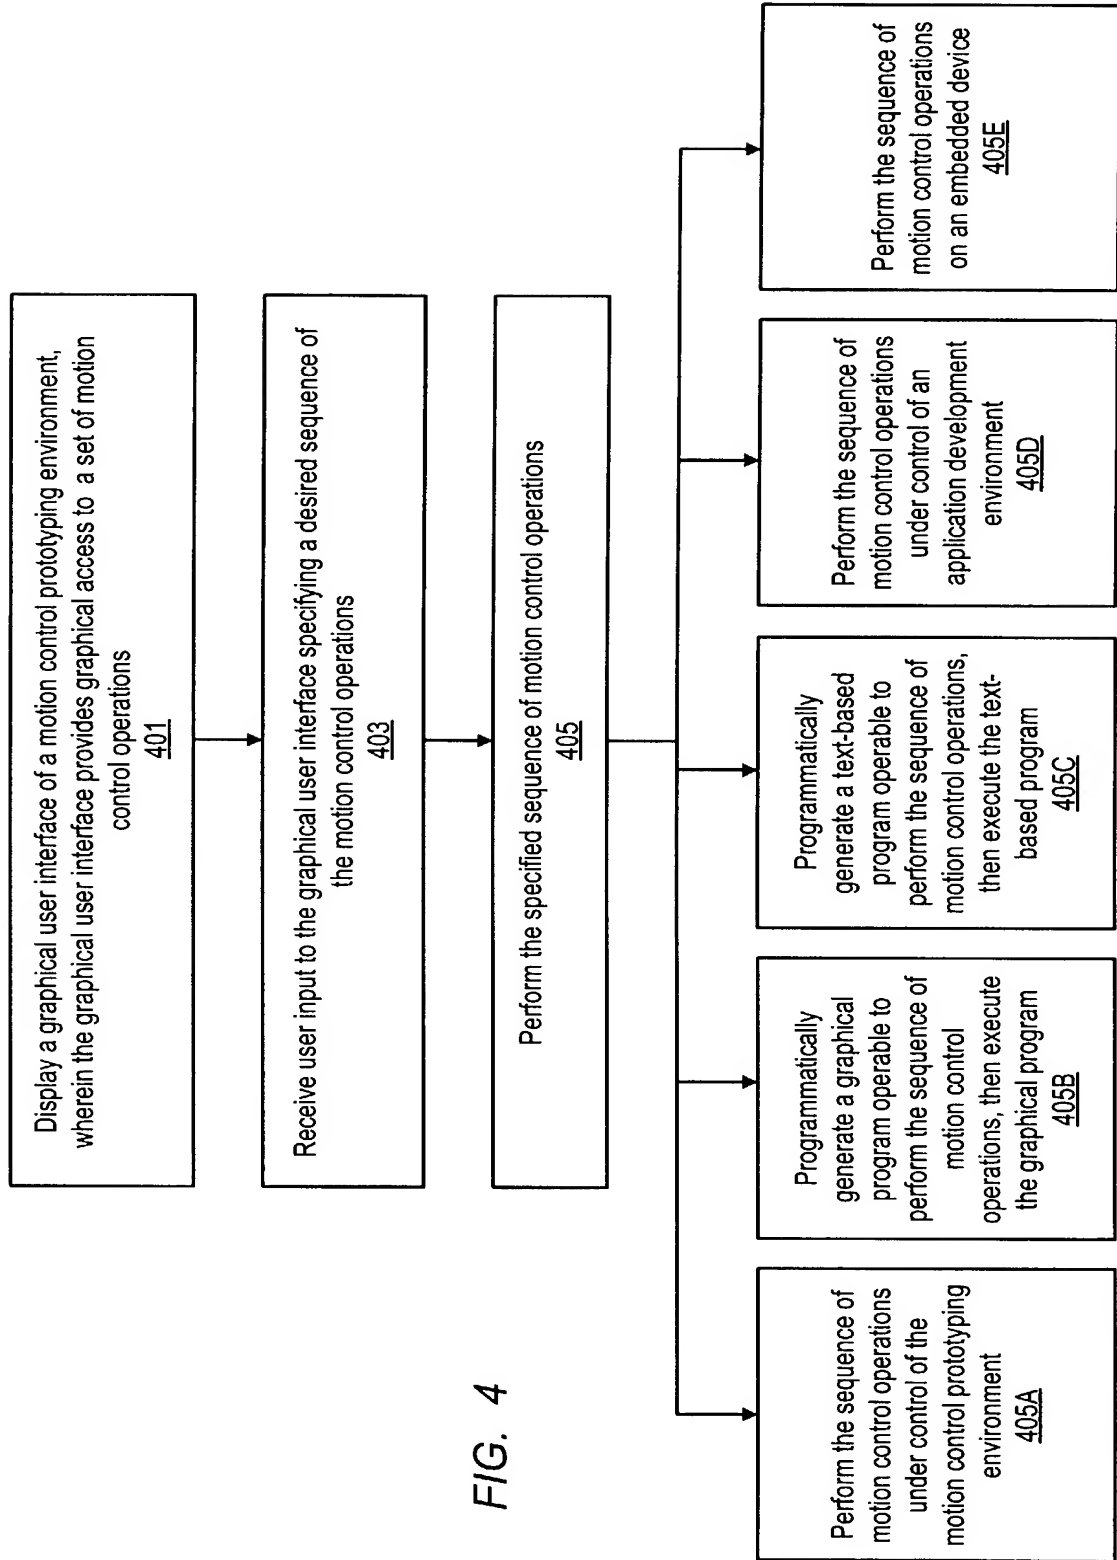 Display a graphical user interface of a motion control prototyping environment,
wherein the graphical user interface provides graphical access to a set of motion
control operations
401
Receive user input to the graphical user interface specifying a desired sequence of
the motion control operations
403
Perform the specified sequence of motion control operations
405
Perform the sequence of
motion control operations
under control of the
motion control prototyping
environment
405A
Programmatically
generate a graphical
program operable to
perform the sequence of
motion control
operations, then execute
the graphical program
405B
Programmatically
generate a text-based
program operable to
perform the sequence of
motion control operations,
then execute the text-
based program
405C
Perform the sequence of
motion control operations
under control of an
application development
environment
405D
Perform the sequence of
motion control operations
on an embedded device
405E
FIG. 4